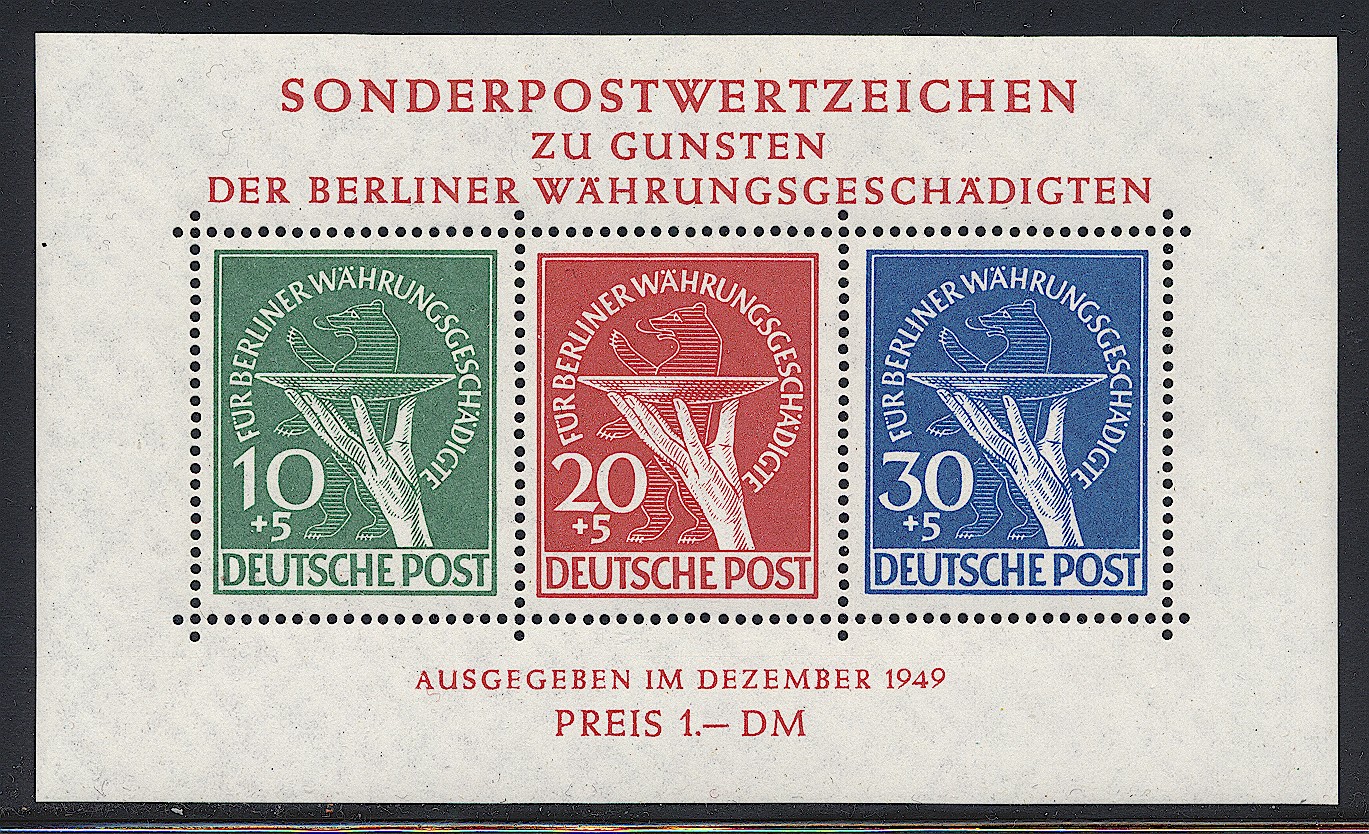 SONDERPOSTWERTZEICHEN
ZU GUNSTEN
DER BERLINER WÄHRUNGSGESCHÄDIGTEN
FÜR BERLINER WÄHRUNGSGESCHÄDIGTE
10
+5
DEUTSCHE POST
FÜR BERLINER WÄHRUNGSGESCHÄDIGTE
20
+5
DEUTSCHE POST
FÜR BERLINER WÄHRUNGSGESCHÄDIGTE
30
+5
DEUTSCHE POST
AUSGEGEBEN IM DEZEMBER 1949
PREIS 1.— DM